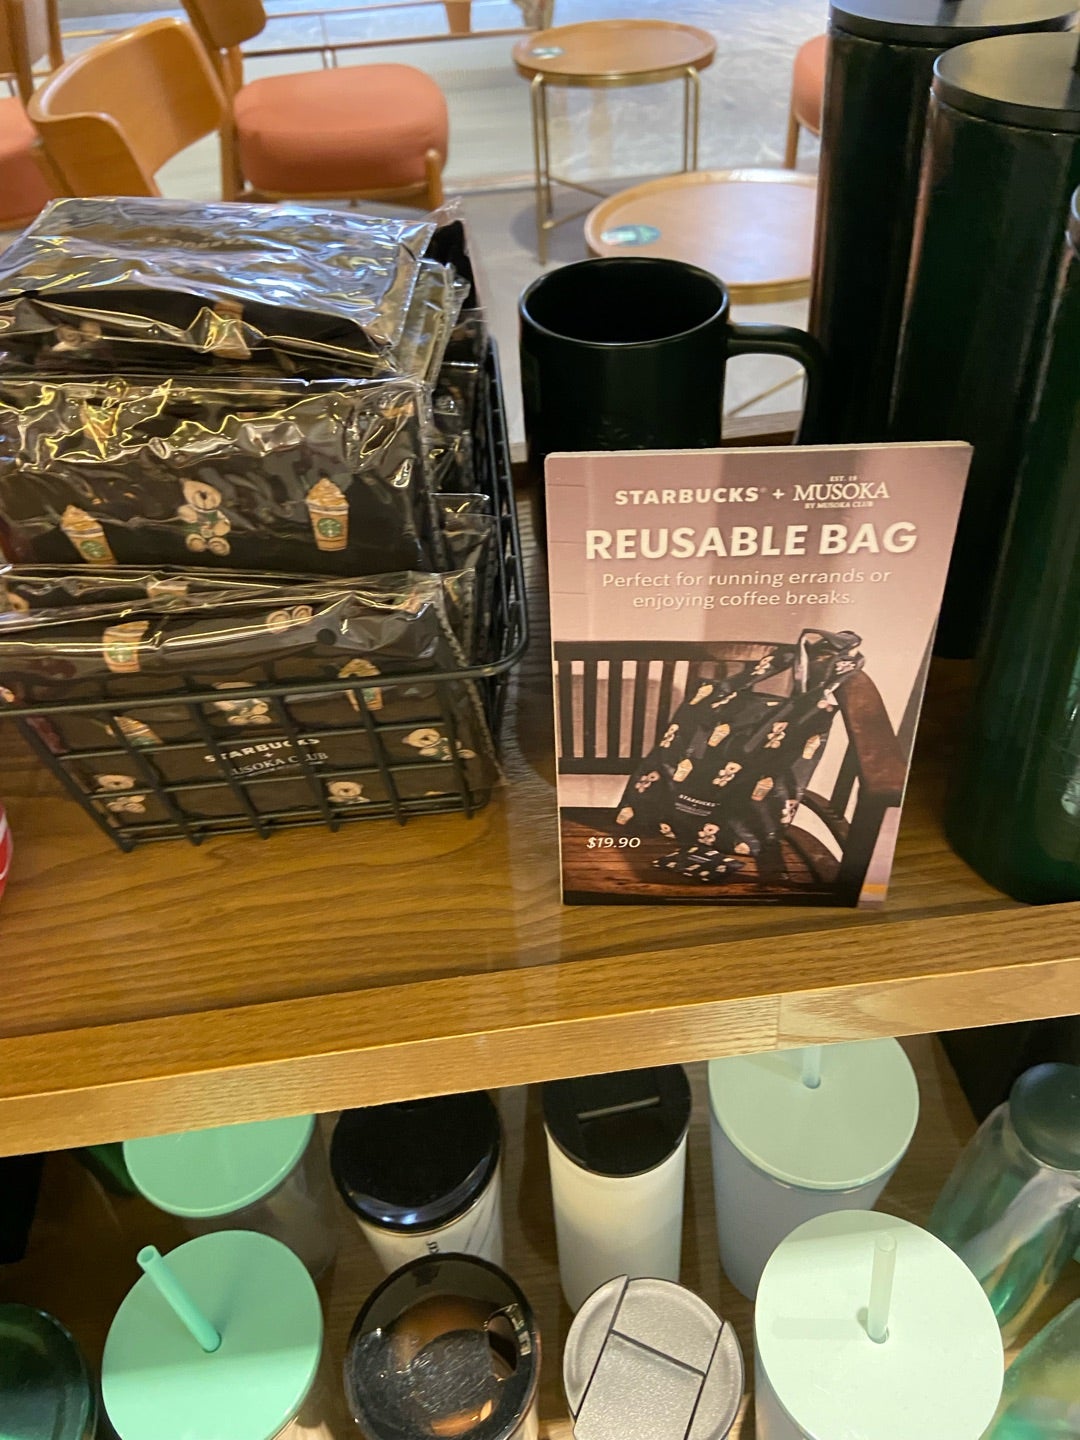 STARBUCKS® + EST. 19
MUSOKA
BY MUSOKA CLUB
REUSABLE BAG
Perfect for running errands or
enjoying coffee breaks.
$19.90
STARBUCKS
+
MUSOKA CLUB
STARBUCKS